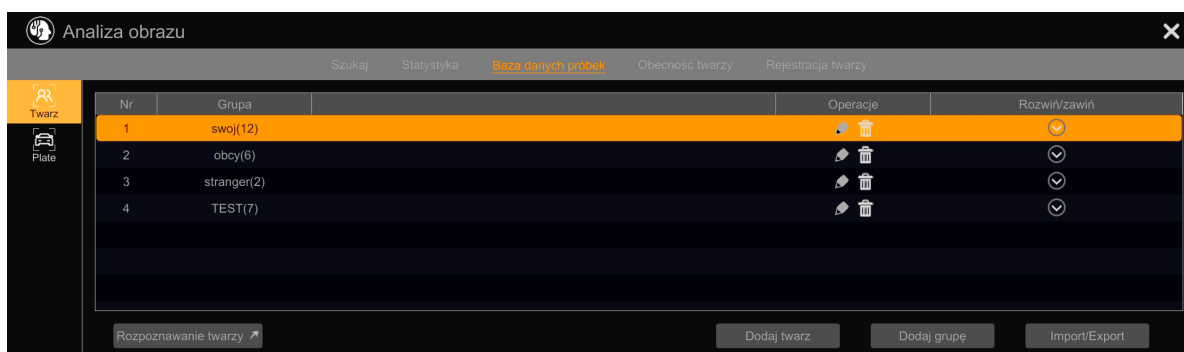 Analiza obrazu
Szukaj Statystyka Baza danych próbek Obecność twarzy Rejestracja twarzy
Twarz
Plate
Nr Grupa Operacje Rozwiń/zawiń
1 swoj(12)
2 obcy(6)
3 stranger(2)
4 TEST(7)
Rozpoznawanie twarzy Dodaj twarz Dodaj grupę Import/Export